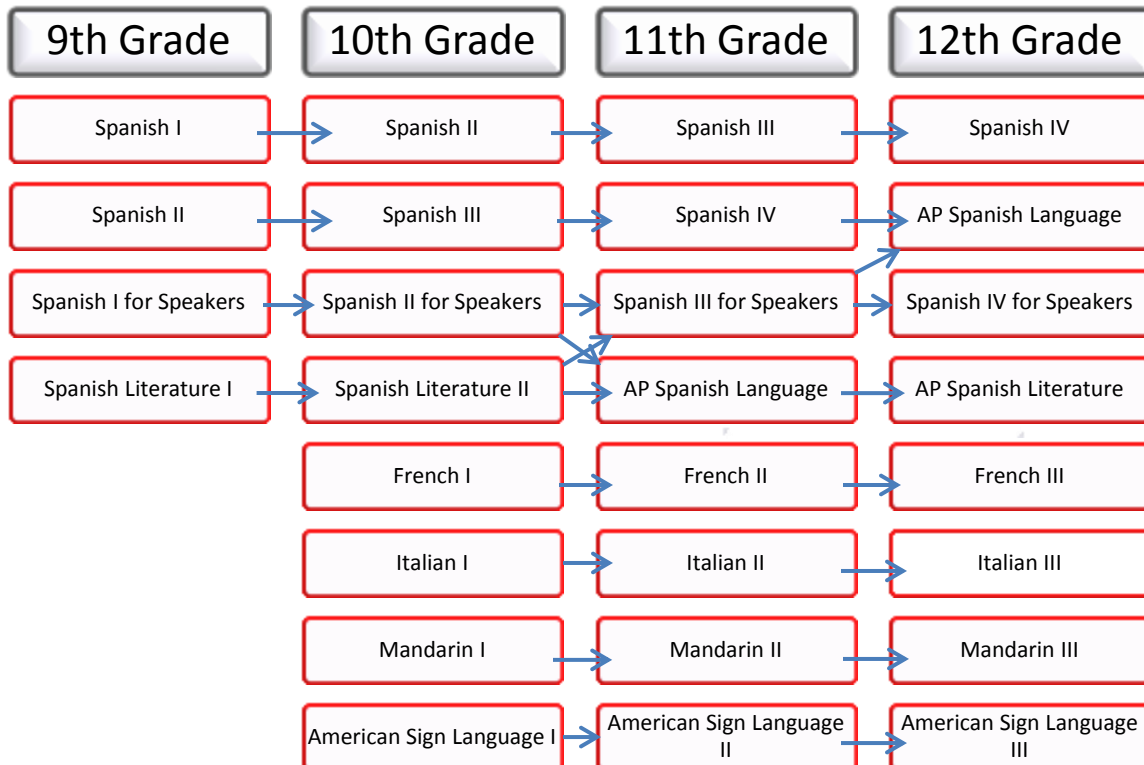 9th Grade 10th Grade 11th Grade 12th Grade
Spanish I Spanish II Spanish III Spanish IV
Spanish II Spanish III Spanish IV AP Spanish Language
Spanish I for Speakers Spanish II for Speakers Spanish III for Speakers Spanish IV for Speakers
Spanish Literature I Spanish Literature II AP Spanish Language AP Spanish Literature
French I French II French III
Italian I Italian II Italian III
Mandarin I Mandarin II Mandarin III
American Sign Language I American Sign Language American Sign Language
II III